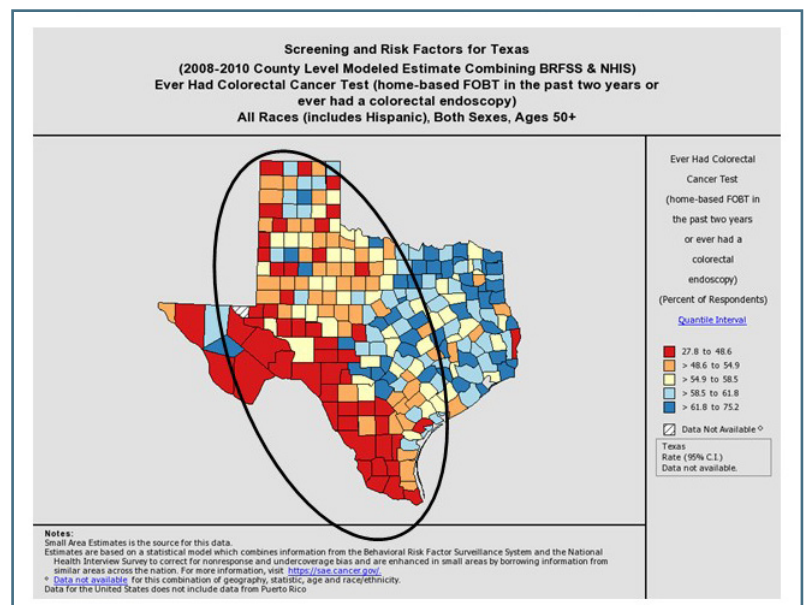 Screening and Risk Factors for Texas
(2008-2010 County Level Modeled Estimate Combining BRFSS & NHIS)
Ever Had Colorectal Cancer Test (home-based FOBT in the past two years or
ever had a colorectal endoscopy)
All Races (includes Hispanic), Both Sexes, Ages 50+
Ever Had Colorectal
Cancer Test
(home-based FOBT in
the past two years
or ever had a
colorectal
endoscopy)
(Percent of Respondents)
Quantile Interval
27.8 to 48.6
> 48.6 to 54.9
> 54.9 to 58.5
> 58.5 to 61.8
> 61.8 to 75.2
Data Not Available ◇
Texas
Rate (95% C.I.)
Data not available.
Notes:
Small Area Estimates is the source for this data.
Estimates are based on a statistical model which combines information from the Behavioral Risk Factor Surveillance System and the National
Health Interview Survey to correct for nonresponse and undercoverage bias and are enhanced in small areas by borrowing information from
similar areas across the nation. For more information, visit https://sae.cancer.gov/.
◇ Data not available for this combination of geography, statistic, age and race/ethnicity.
Data for the United States does not include data from Puerto Rico